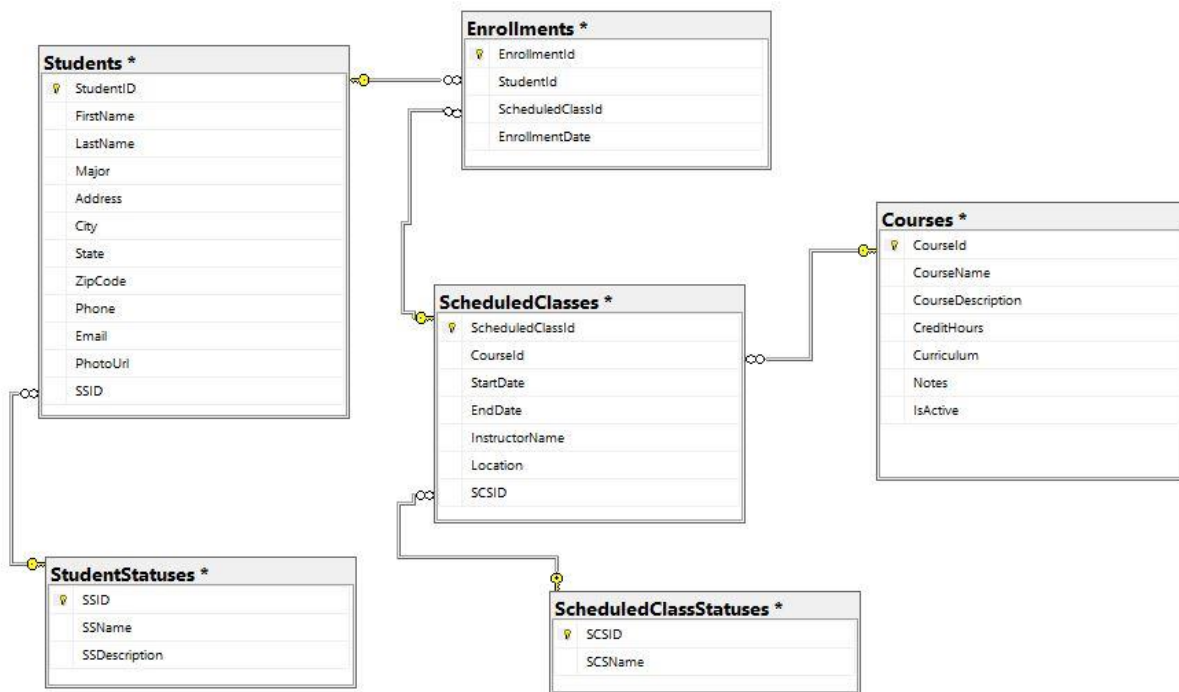 Students *
StudentID
FirstName
LastName
Major
Address
City
State
ZipCode
Phone
Email
PhotoUrl
SSID
Enrollments *
EnrollmentId
StudentId
ScheduledClassId
EnrollmentDate
Courses *
CourseId
CourseName
CourseDescription
CreditHours
Curriculum
Notes
IsActive
ScheduledClasses *
ScheduledClassId
CourseId
StartDate
EndDate
InstructorName
Location
SCSID
StudentStatuses *
SSID
SSName
SSDescription
ScheduledClassStatuses *
SCSID
SCSName